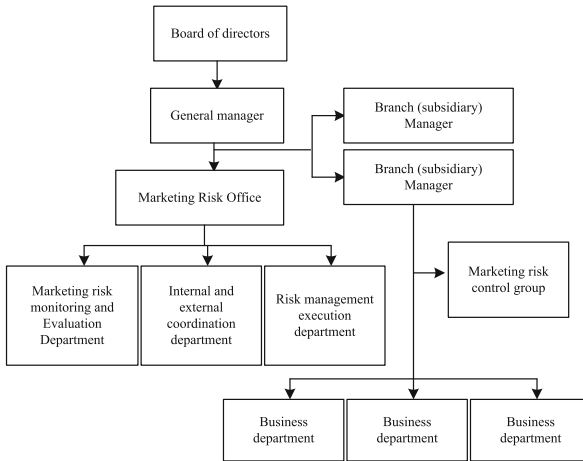 Board of directors
General manager
Branch (subsidiary)
Manager
Branch (subsidiary)
Manager
Marketing Risk Office
Marketing risk
control group
Marketing risk
monitoring and
Evaluation
Department
Internal and
external
coordination
department
Risk management
execution
department
Business
department
Business
department
Business
department